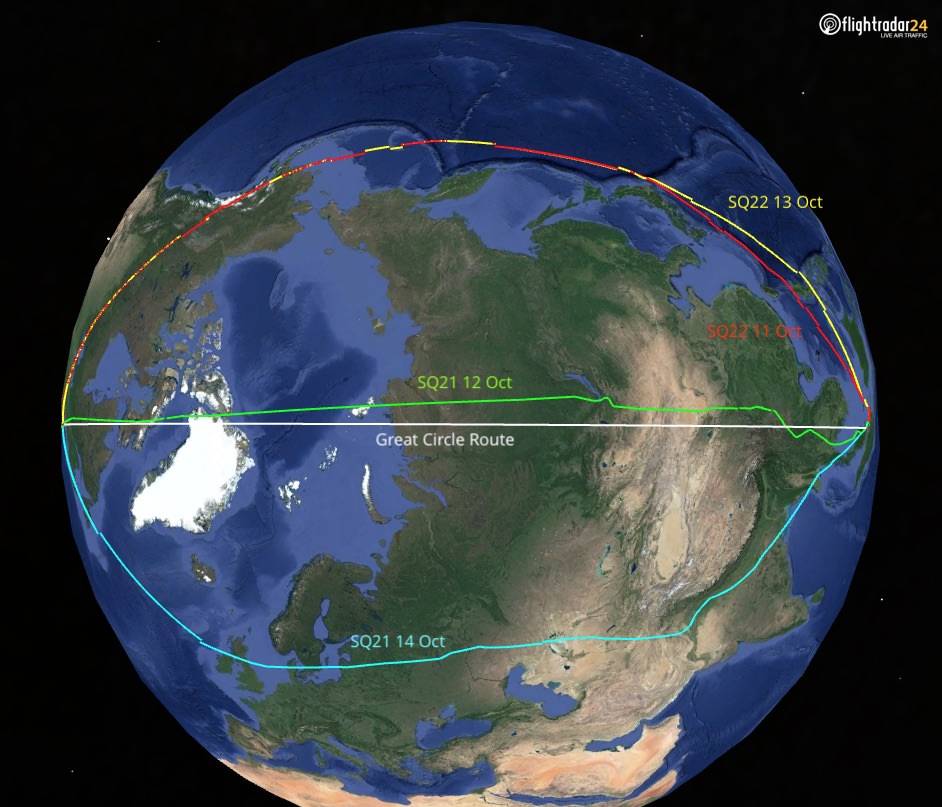 flightradar24
LIVE AIR TRAFFIC
SQ22 13 Oct
SQ22 11 Oct
SQ21 12 Oct
Great Circle Route
SQ21 14 Oct